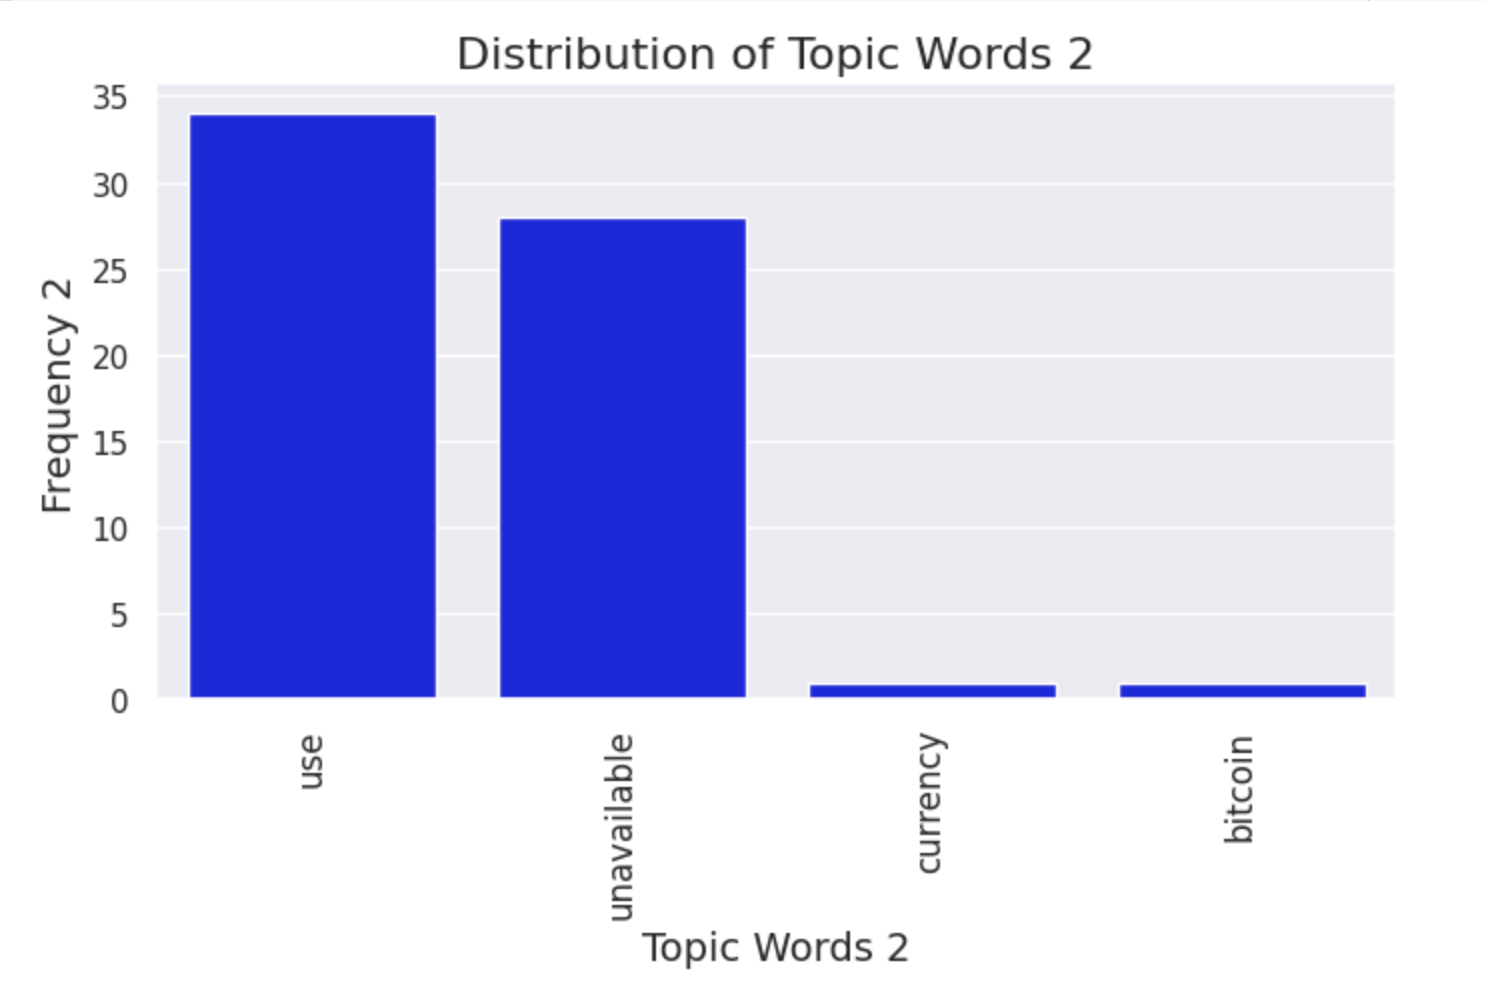 Distribution of Topic Words 2
35
30
25
20
15
10
5
0
Frequency 2
use
unavailable
currency
bitcoin
Topic Words 2